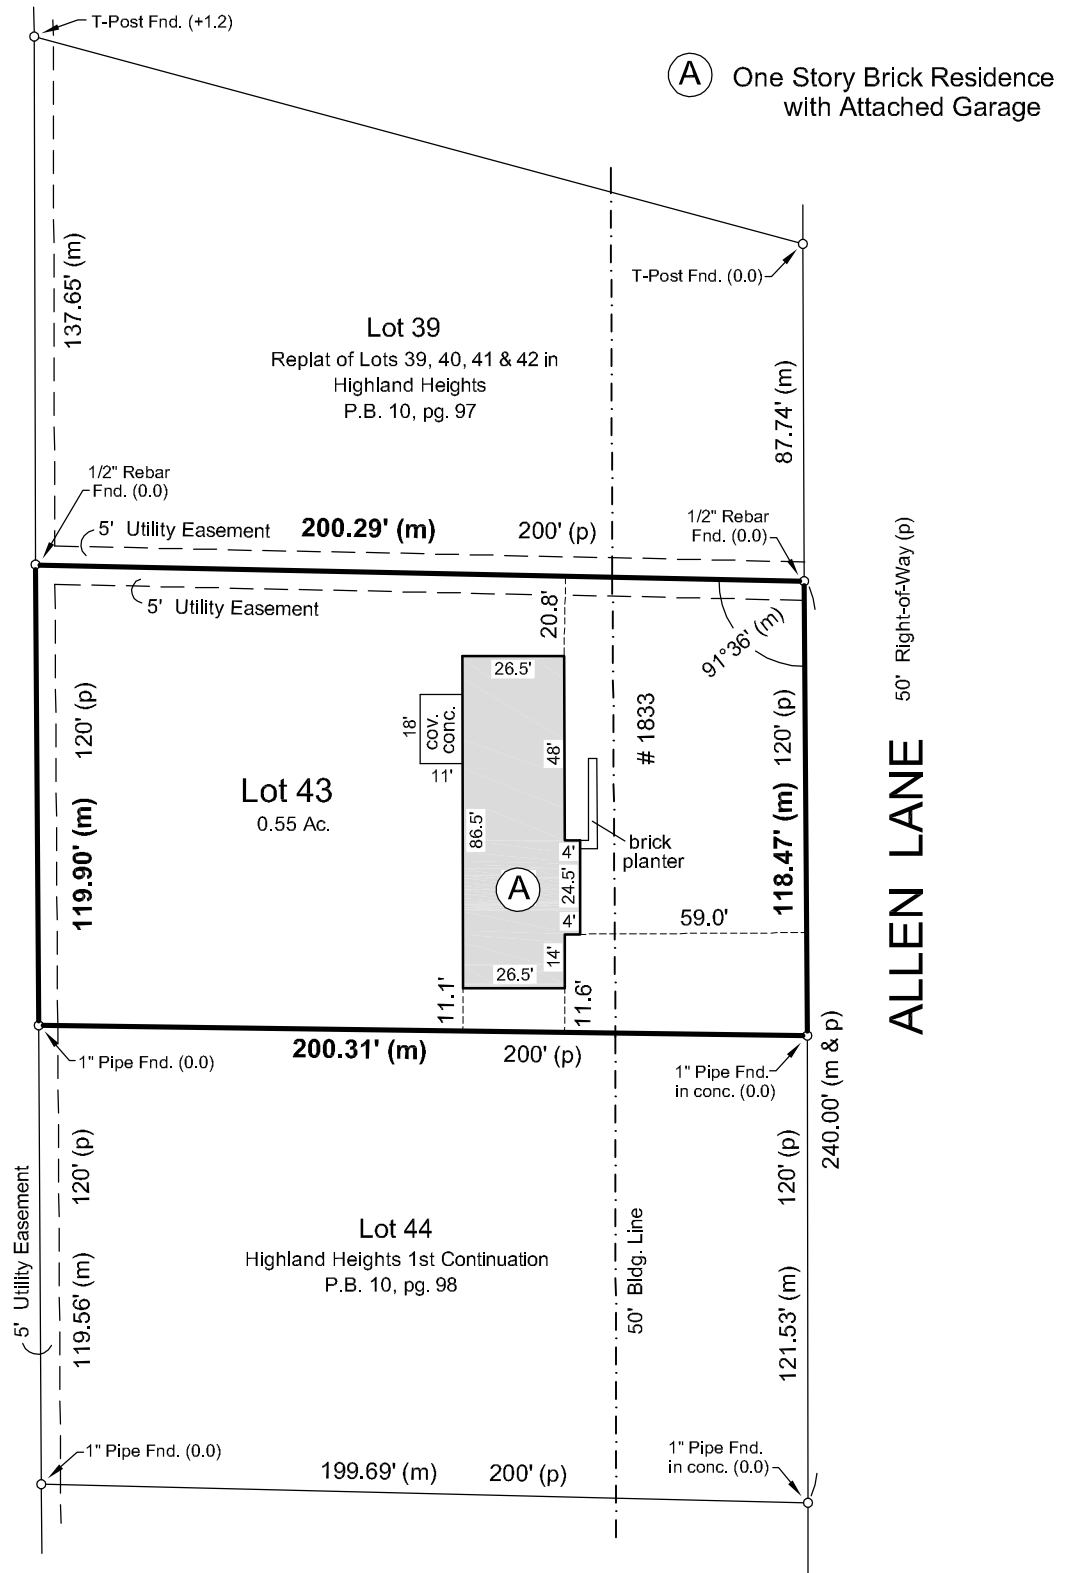 T-Post Fnd. (+1.2)
A
One Story Brick Residence
with Attached Garage
137.65' (m)
T-Post Fnd. (0.0)
Lot 39
Replat of Lots 39, 40, 41 & 42 in
Highland Heights
P.B. 10, pg. 97
87.74' (m)
1/2" Rebar
Fnd. (0.0)
5' Utility Easement
200.29' (m)
200' (p)
1/2" Rebar
Fnd. (0.0)
50' Right-of-Way (p)
5' Utility Easement
20.8'
91°36' (m)
26.5'
120' (p)
18'
cov.
conc.
11'
48'
# 1833
120' (p)
Lot 43
0.55 Ac.
86.5'
brick
planter
119.90' (m)
118.47' (m)
ALLEN LANE
4'
24.5'
A
4'
59.0'
14'
26.5'
11.1'
11.6'
200.31' (m)
200' (p)
1" Pipe Fnd. (0.0)
1" Pipe Fnd.
in conc. (0.0)
240.00' (m & p)
120' (p)
120' (p)
5' Utility Easement
Lot 44
Highland Heights 1st Continuation
P.B. 10, pg. 98
50' Bldg. Line
119.56' (m)
121.53' (m)
1" Pipe Fnd. (0.0)
199.69' (m)
200' (p)
1" Pipe Fnd.
in conc. (0.0)